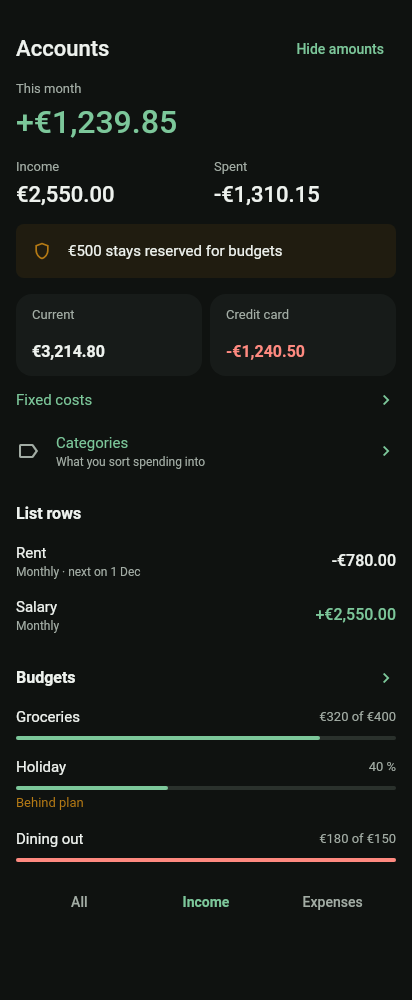 Accounts
Hide amounts
This month
+€1,239.85
Income
Spent
€2,550.00
-€1,310.15
€500 stays reserved for budgets
Current
Credit card
€3,214.80
-€1,240.50
Fixed costs
Categories
What you sort spending into
List rows
Rent
Monthly · next on 1 Dec
-€780.00
Salary
Monthly
+€2,550.00
Budgets
Groceries
€320 of €400
Holiday
40 %
Behind plan
Dining out
€180 of €150
All
Income
Expenses